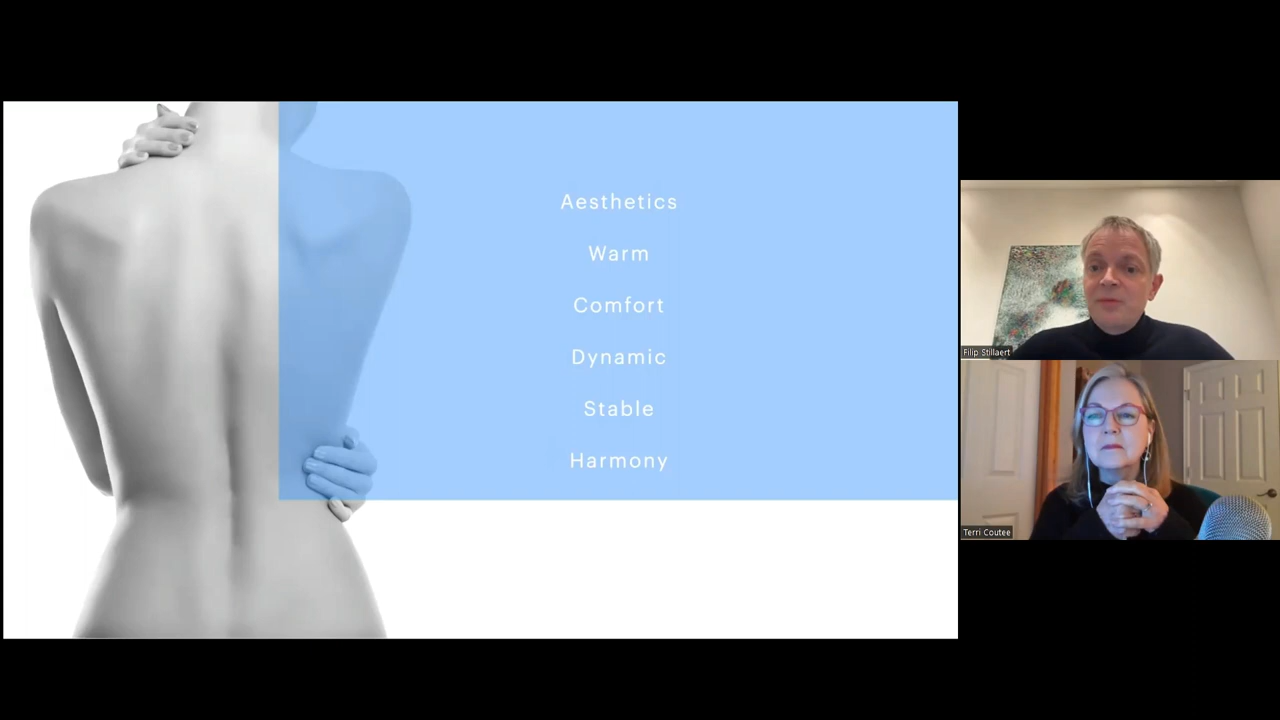 Aesthetics
Warm
Comfort
Dynamic
Stable
Harmony
Filip Stillaert
Terri Coutee